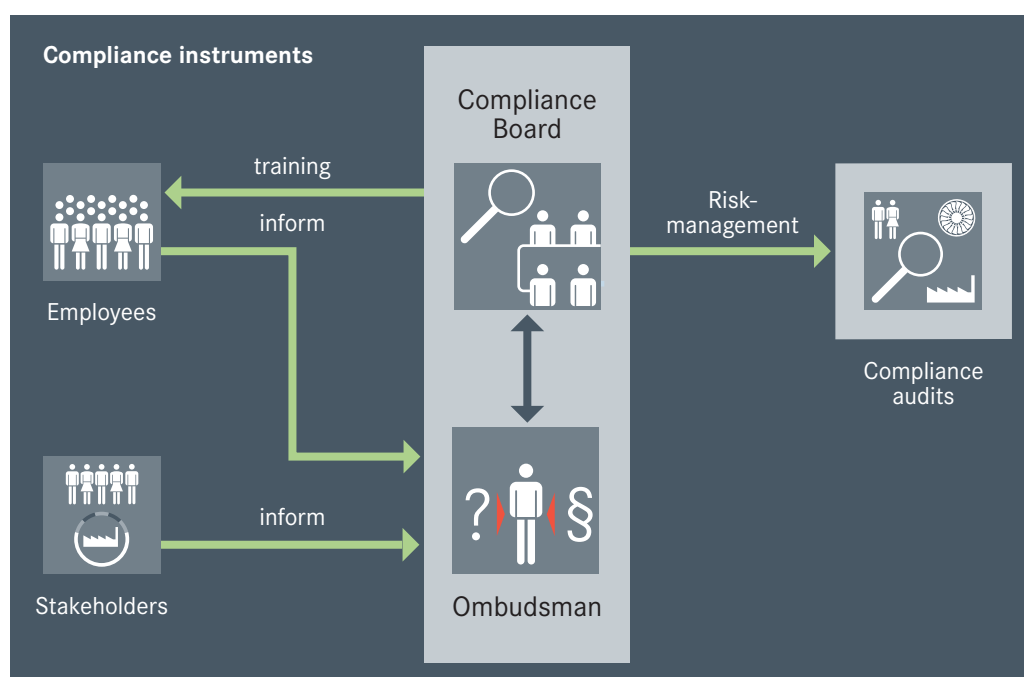 Compliance instruments
Compliance
Board
training
inform
Employees
Risk-
management
Compliance
audits
inform
Stakeholders
? §
Ombudsman